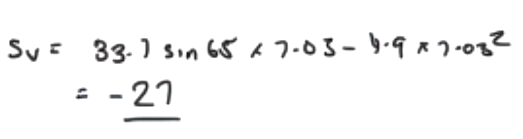 Sv = 33.7 sin 65 × 7.03 - 4.9 × 7.03²
= -27